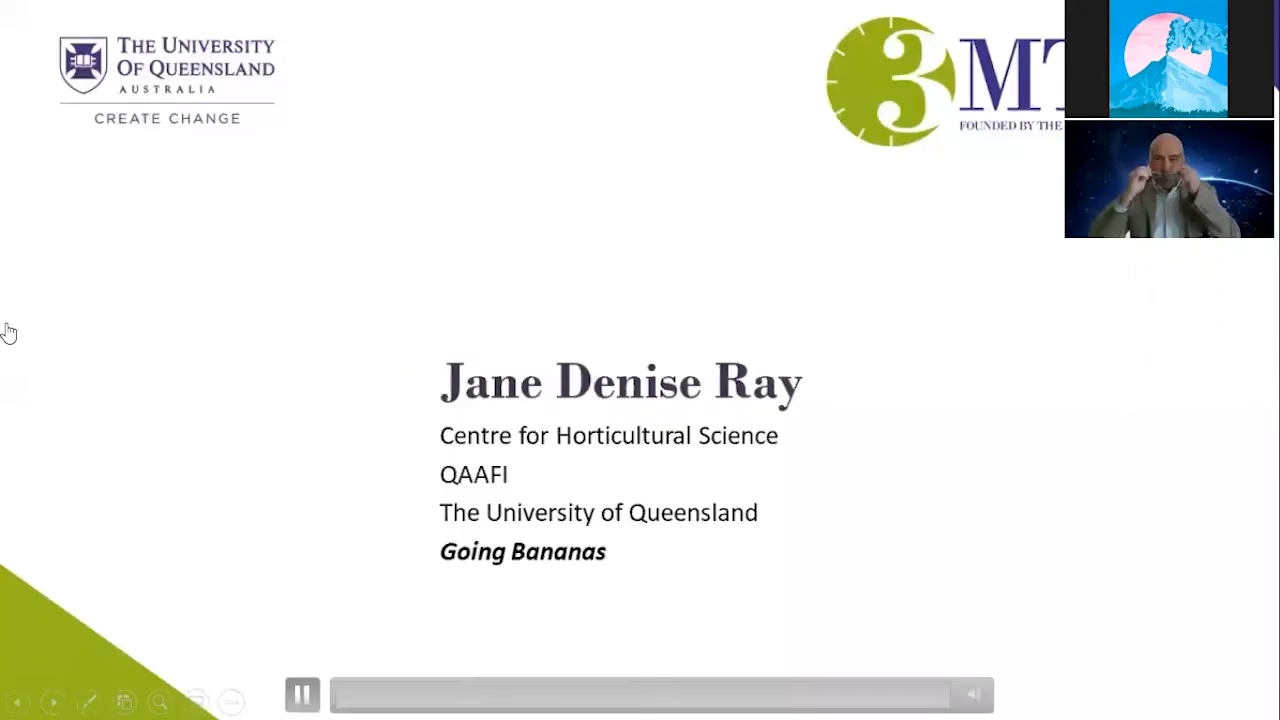 THE UNIVERSITY
OF QUEENSLAND
AUSTRALIA
CREATE CHANGE
3MT
FOUNDED BY THE
Jane Denise Ray
Centre for Horticultural Science
QAAFI
The University of Queensland
Going Bananas